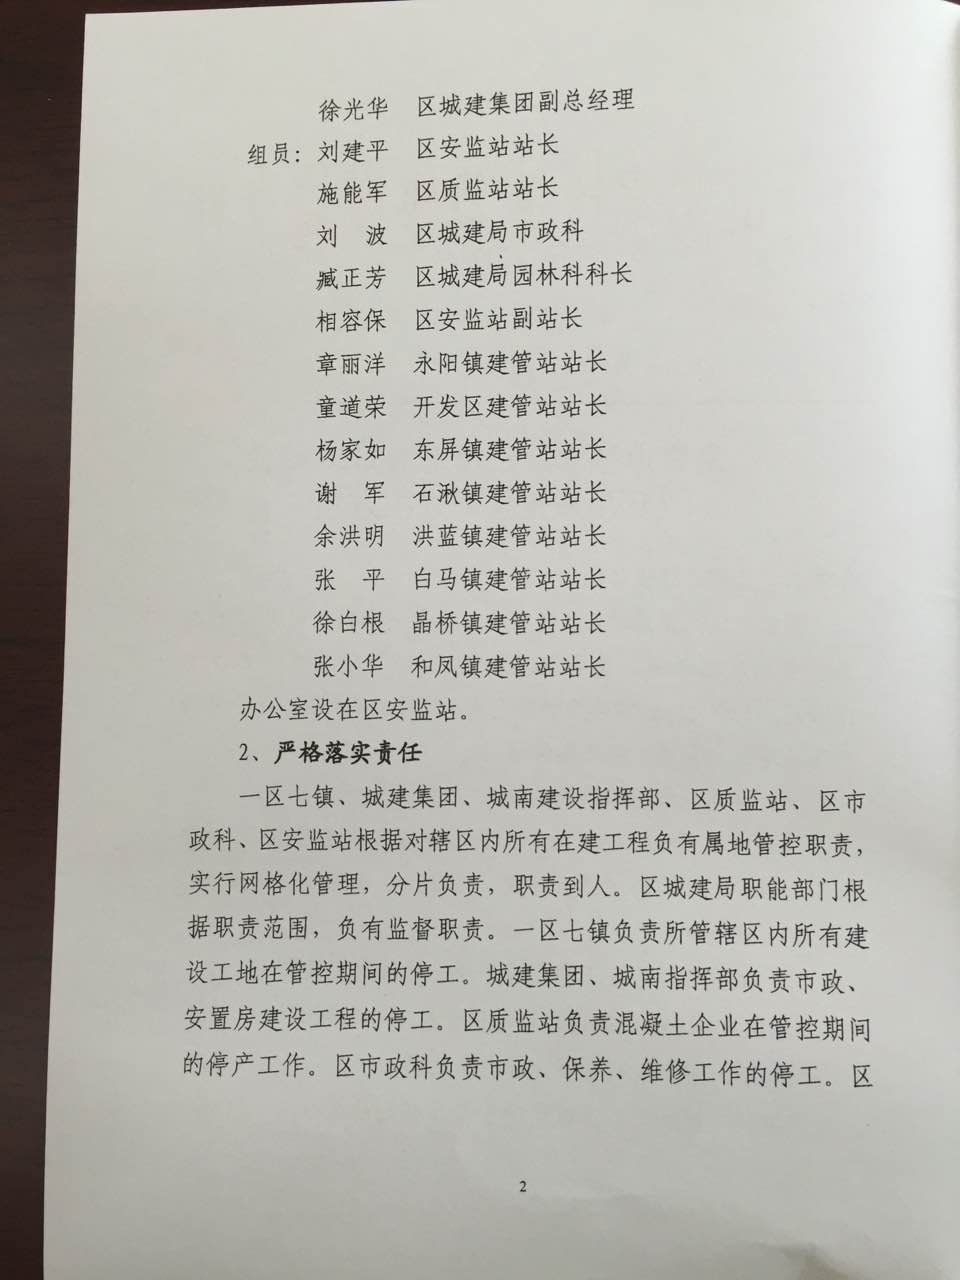 徐光华 区城建集团副总经理
组员：刘建平 区安监站站长
施能军 区质监站站长
刘 波 区城建局市政科
臧正芳 区城建局园林科科长
相容保 区安监站副站长
章丽洋 永阳镇建管站站长
童道荣 开发区建管站站长
杨家如 东屏镇建管站站长
谢 军 石湫镇建管站站长
余洪明 洪蓝镇建管站站长
张 平 白马镇建管站站长
徐白根 晶桥镇建管站站长
张小华 和凤镇建管站站长
办公室设在区安监站。
2、严格落实责任
一区七镇、城建集团、城南建设指挥部、区质监站、区市
政科、区安监站根据对辖区内所有在建工程负有属地管控职责，
实行网格化管理，分片负责，职责到人。区城建局职能部门根
据职责范围，负有监督职责。一区七镇负责所管辖区内所有建
设工地在管控期间的停工。城建集团、城南指挥部负责市政、
安置房建设工程的停工。区质监站负责混凝土企业在管控期间
的停产工作。区市政科负责市政、保养、维修工作的停工。区
2